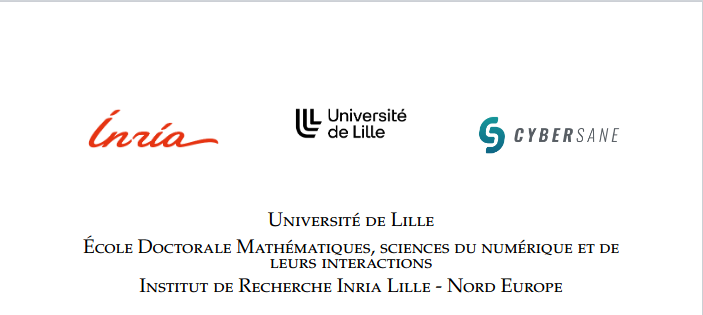 Inria
Université
de Lille
CYBERSANE
Université de Lille
École Doctorale Mathématiques, sciences du numérique et de
leurs interactions
Institut de Recherche Inria Lille - Nord Europe